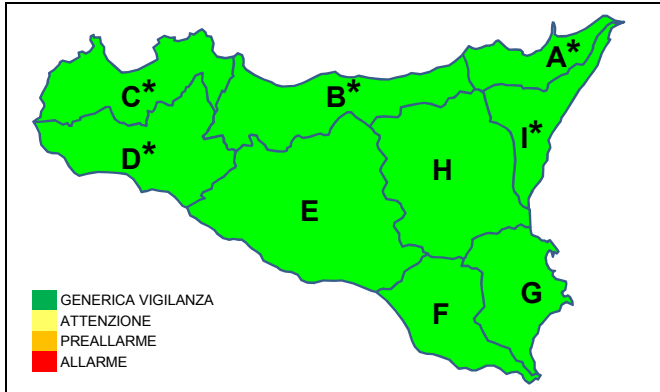 A*
C*
B*
I*
D*
H
E
G
F
GENERICA VIGILANZA
ATTENZIONE
PREALLARME
ALLARME